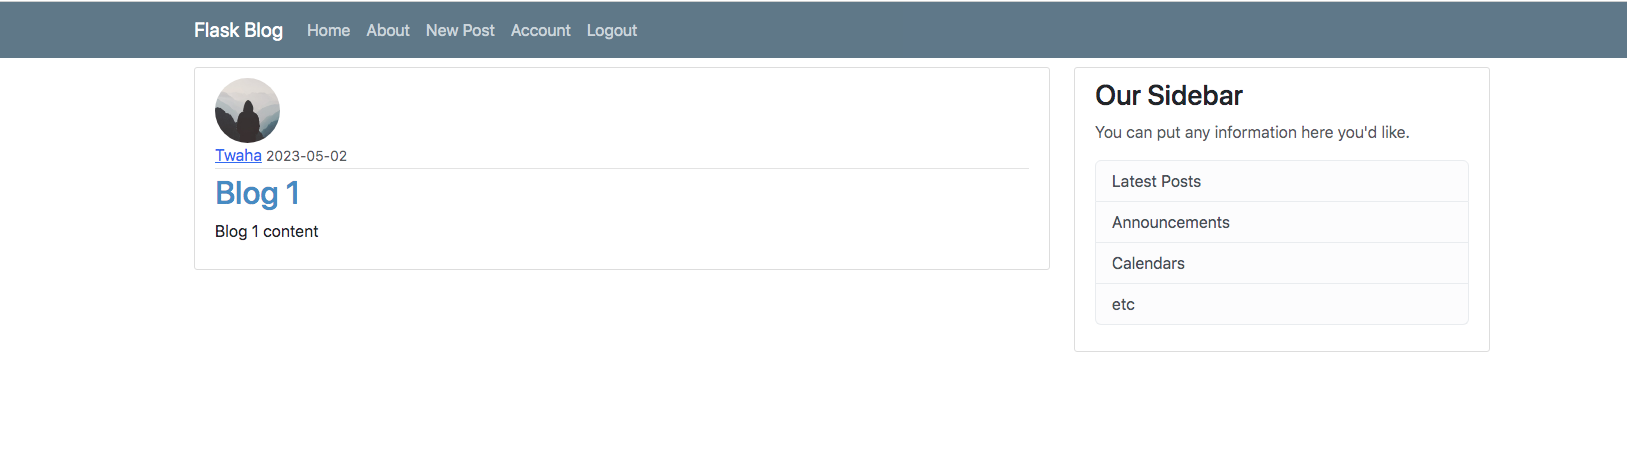 Flask Blog Home About New Post Account Logout
Twaha 2023-05-02
Blog 1
Blog 1 content
Our Sidebar
You can put any information here you'd like.
Latest Posts
Announcements
Calendars
etc